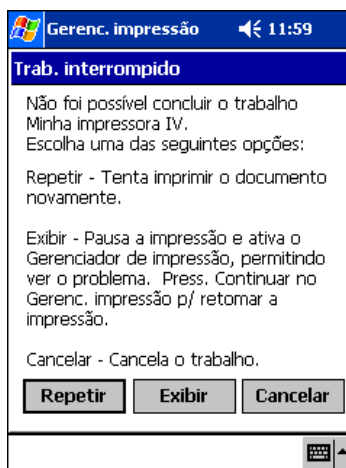 Gerenc. impressão 11:59
Trab. interrompido
Não foi possível concluir o trabalho
Minha impressora IV.
Escolha uma das seguintes opções:
Repetir - Tenta imprimir o documento
novamente.
Exibir - Pausa a impressão e ativa o
Gerenciador de impressão, permitindo
ver o problema.  Press. Continuar no
Gerenc. impressão p/ retomar a
impressão.
Cancelar - Cancela o trabalho.
Repetir Exibir Cancelar